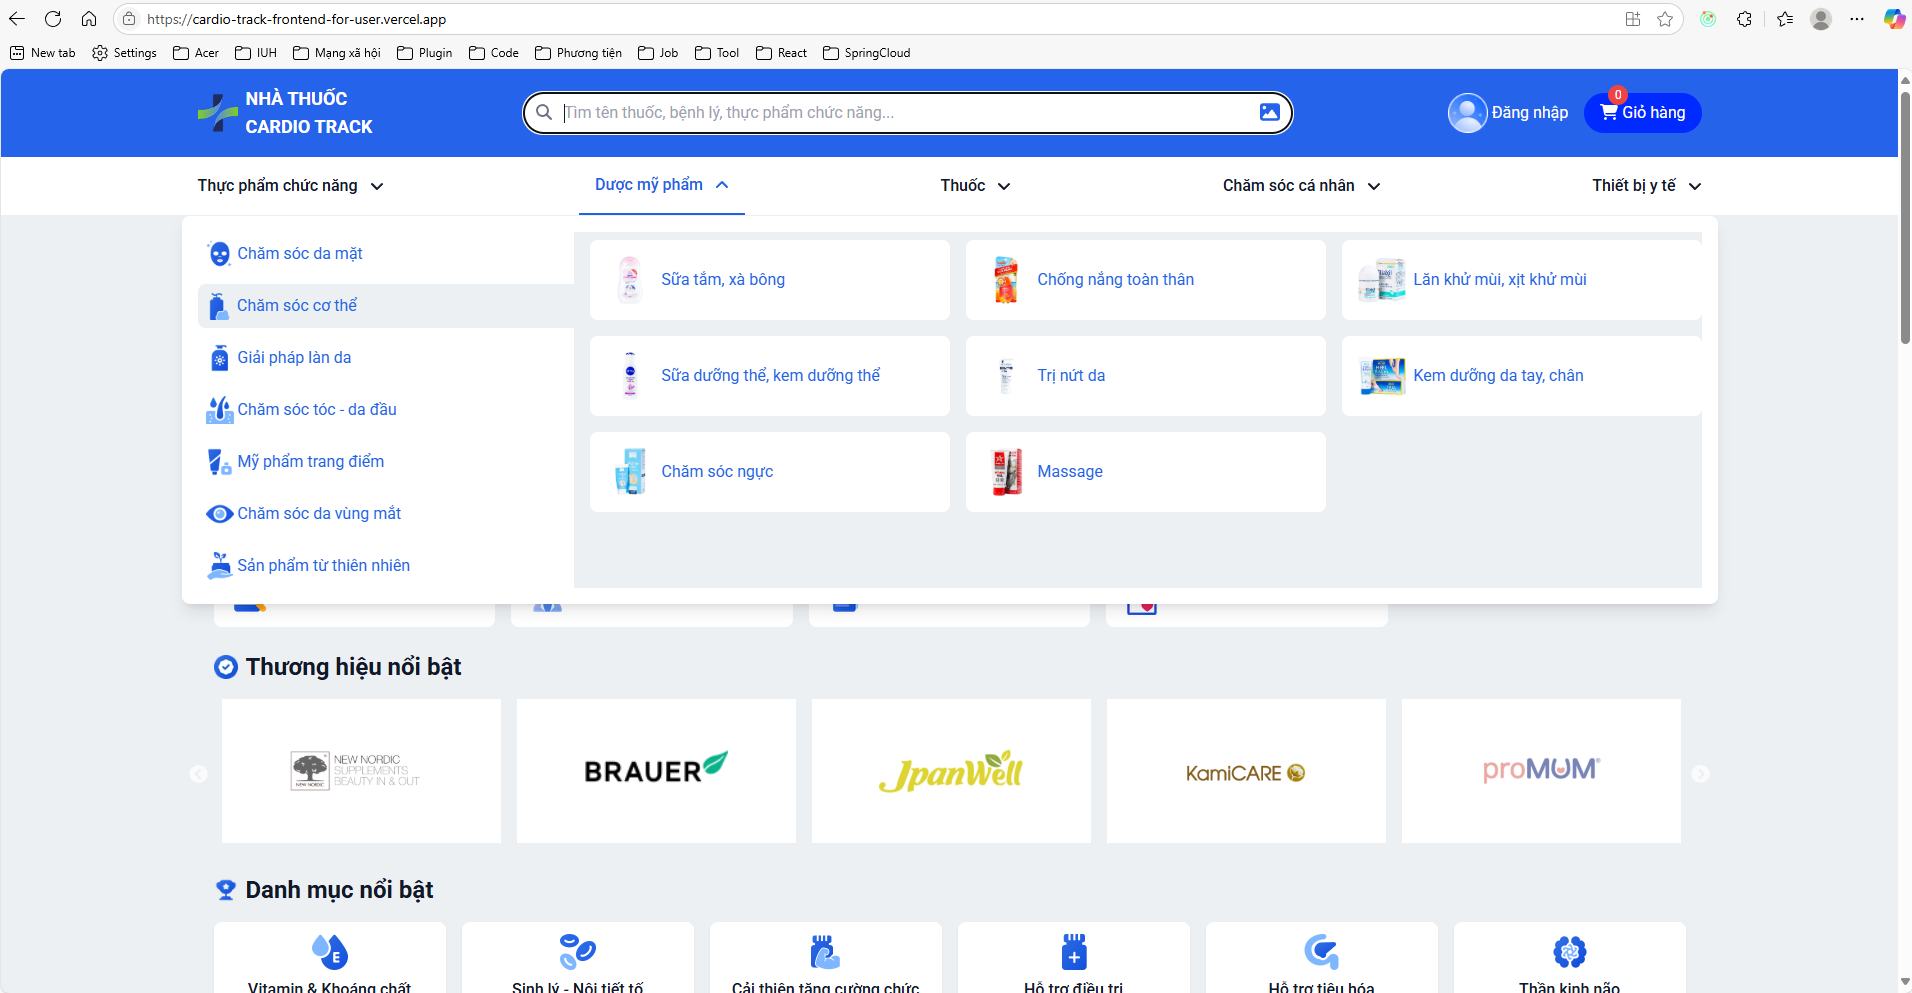 https://cardio-track-frontend-for-user.vercel.app
New tab Settings Acer IUH Mạng xã hội Plugin Code Phương tiện Job Tool React SpringCloud
NHÀ THUỐC
CARDIO TRACK
Tìm tên thuốc, bệnh lý, thực phẩm chức năng...
Đăng nhập
0
Giỏ hàng
Thực phẩm chức năng
Dược mỹ phẩm
Thuốc
Chăm sóc cá nhân
Thiết bị y tế
Chăm sóc da mặt
Chăm sóc cơ thể
Giải pháp làn da
Chăm sóc tóc - da đầu
Mỹ phẩm trang điểm
Chăm sóc da vùng mắt
Sản phẩm từ thiên nhiên
Sữa tắm, xà bông
Chống nắng toàn thân
Lăn khử mùi, xịt khử mùi
Sữa dưỡng thể, kem dưỡng thể
Trị nứt da
Kem dưỡng da tay, chân
Chăm sóc ngực
Massage
Thương hiệu nổi bật
NEW NORDIC
NEW NORDIC
SUPPLEMENTS
BEAUTY IN & OUT
BRAUER
JpanWell
KamiCARE
proMUM®
Danh mục nổi bật
E
Vitamin & Khoáng chất
Sinh lý - Nội tiết tố
Cải thiện tăng cường chức
Hỗ trợ điều trị
Hỗ trợ tiêu hóa
Thần kinh não